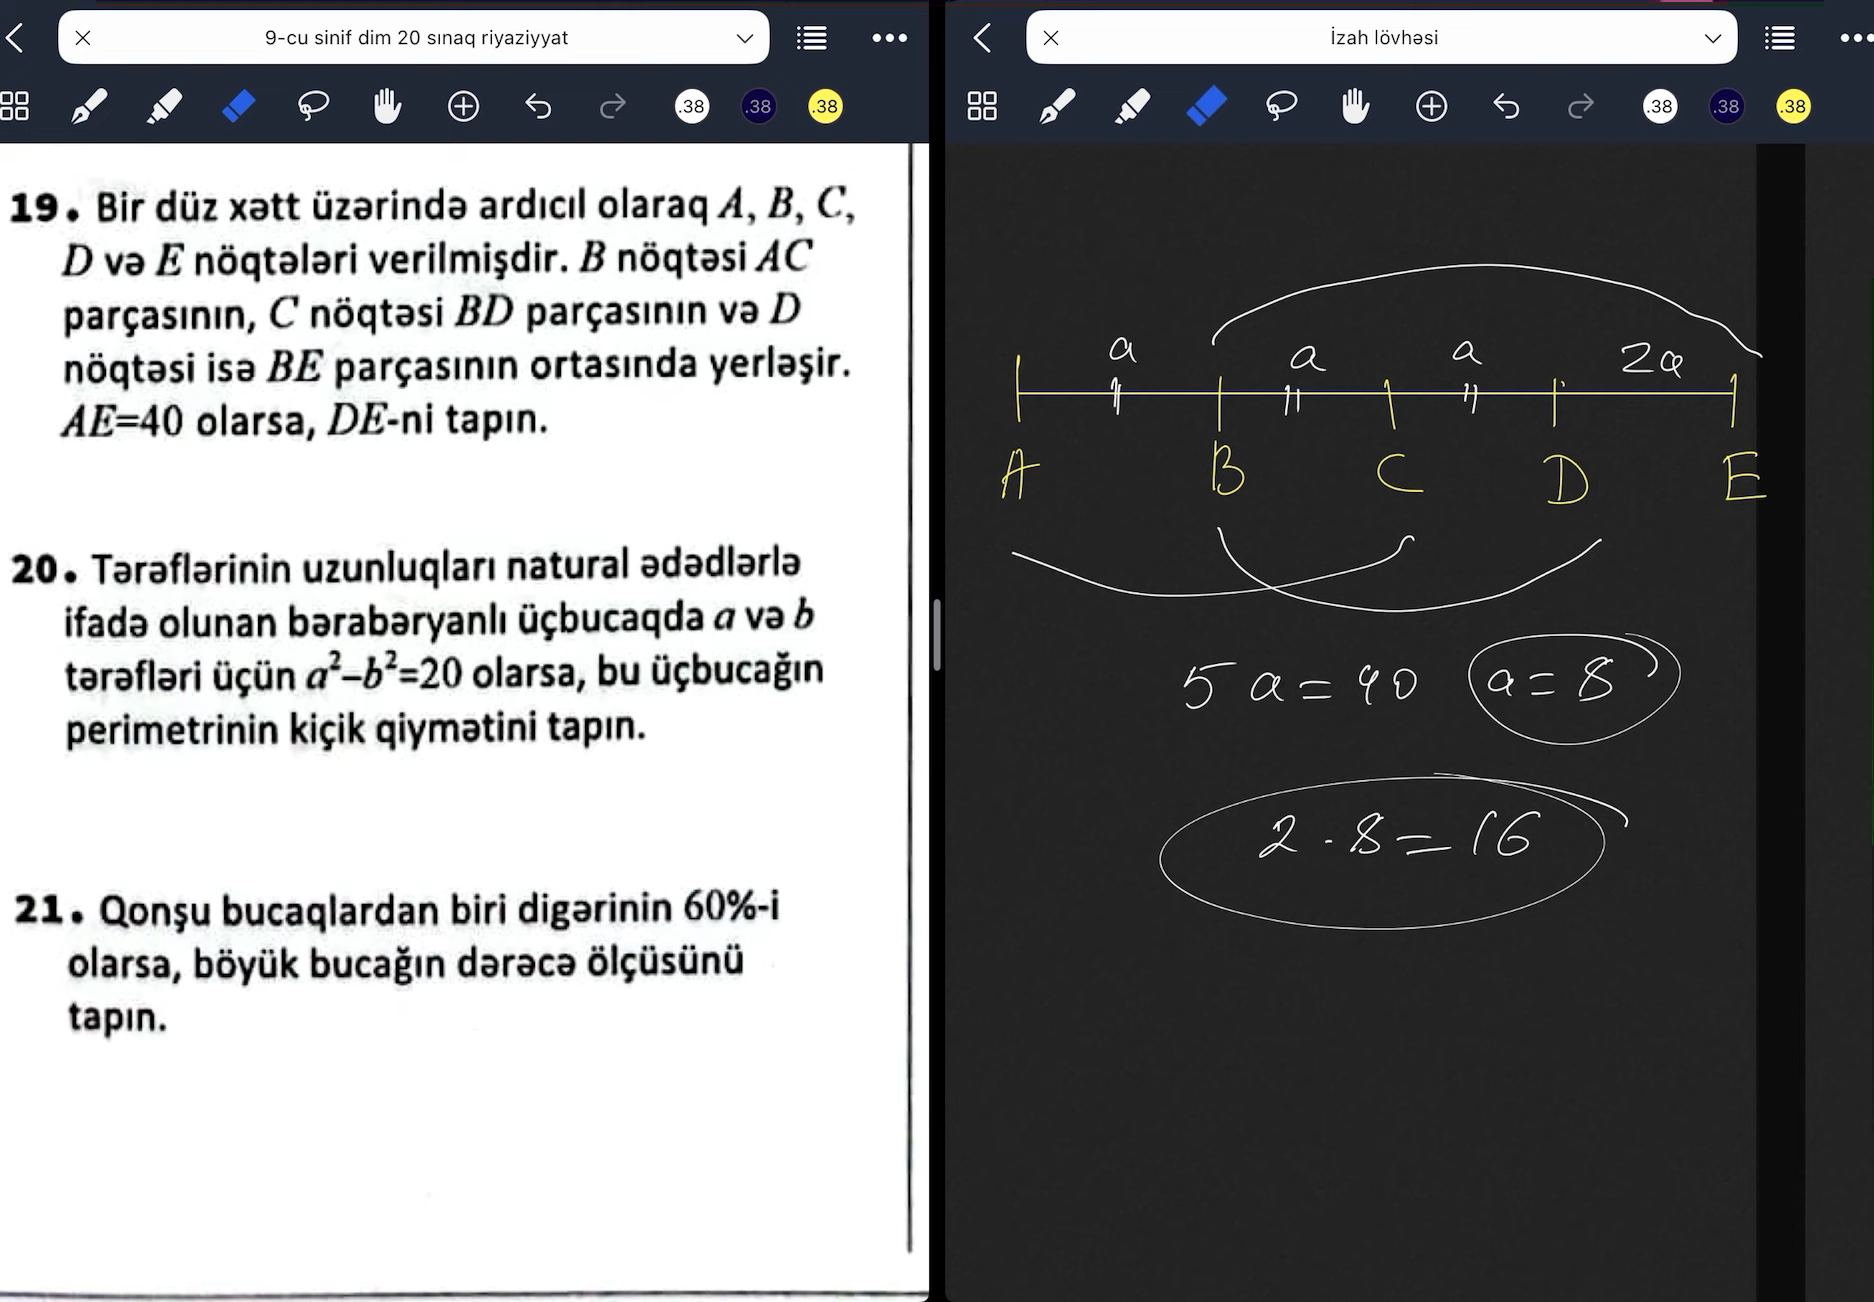 9-cu sinif dim 20 sınaq riyaziyyat
.38 .38 .38
19. Bir düz xətt üzərində ardıcıl olaraq A, B, C,
D və E nöqtələri verilmişdir. B nöqtəsi AC
parçasının, C nöqtəsi BD parçasının və D
nöqtəsi isə BE parçasının ortasında yerləşir.
AE=40 olarsa, DE-ni tapın.
20. Tərəflərinin uzunluqları natural ədədlərlə
ifadə olunan bərabəryanlı üçbucaqda a və b
tərəfləri üçün a²–b²=20 olarsa, bu üçbucağın
perimetrinin kiçik qiymətini tapın.
21. Qonşu bucaqlardan biri digərinin 60%-i
olarsa, böyük bucağın dərəcə ölçüsünü
tapın.
İzah lövhəsi
.38 .38 .38
a a a 2a
A B C D E
5a=40 a=8
2·8=16